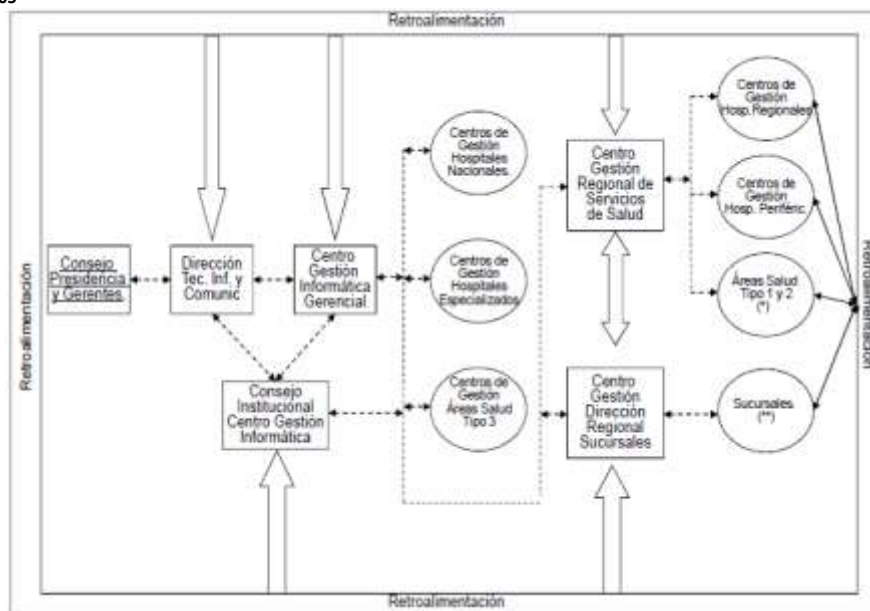 Retroalimentación
Centros de
Gestión
Hosp. Regionales
Centros de
Gestión
Hospitales
Nacionales.
Centro
Gestión
Regional de
Servicios
de Salud
Centros de
Gestión
Hosp. Periféric.
Retroalimentación
Consejo
Presidencia
y Gerentes.
Dirección
Tec. Inf. y
Comunic
Centro
Gestión
Informática
Gerencial
Centros de
Gestión
Hospitales
Especializados
Áreas Salud
Tipo 1 y 2
(*)
Retroalimentación
Consejo
Institucional
Centro Gestión
Informática
Centros de
Gestión
Áreas Salud
Tipo 3
Centro
Gestión
Dirección
Regional
Sucursales
Sucursales
(**)
Retroalimentación